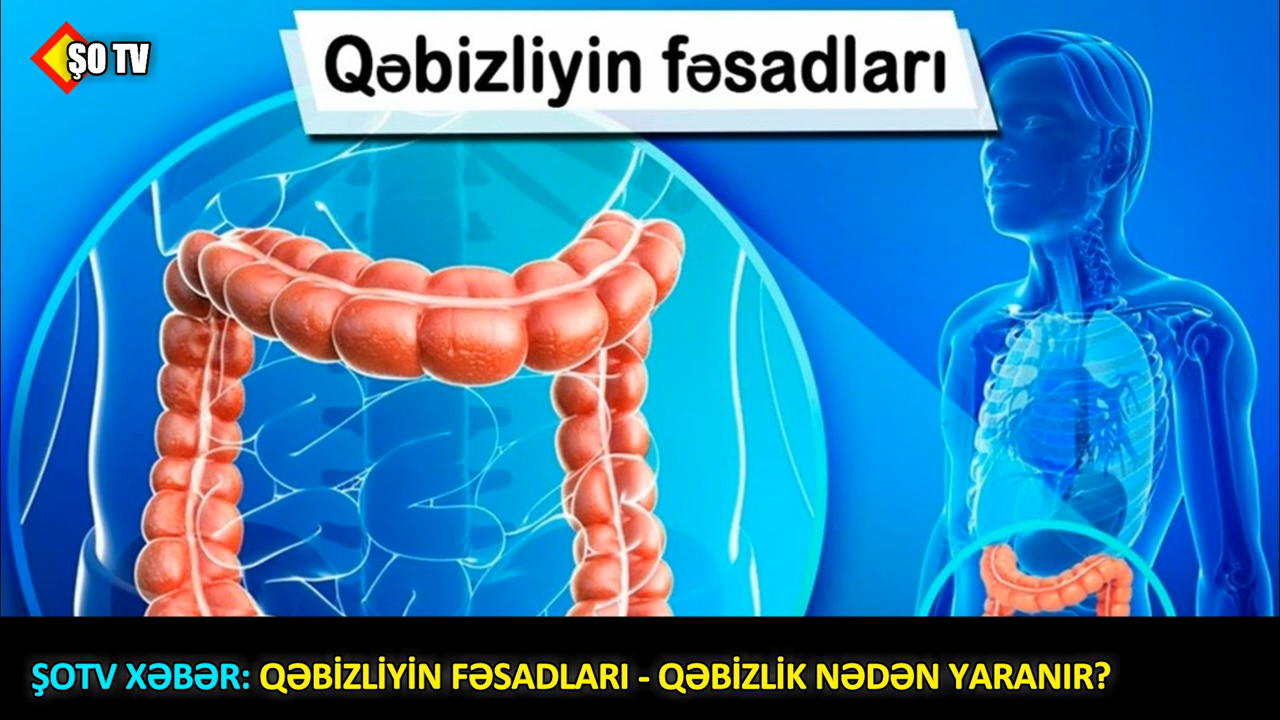 ŞO TV
Qəbizliyin fəsadları
ŞOTV XƏBƏR: QƏBİZLİYİN FƏSADLARI - QƏBİZLİK NƏDƏN YARANIR?